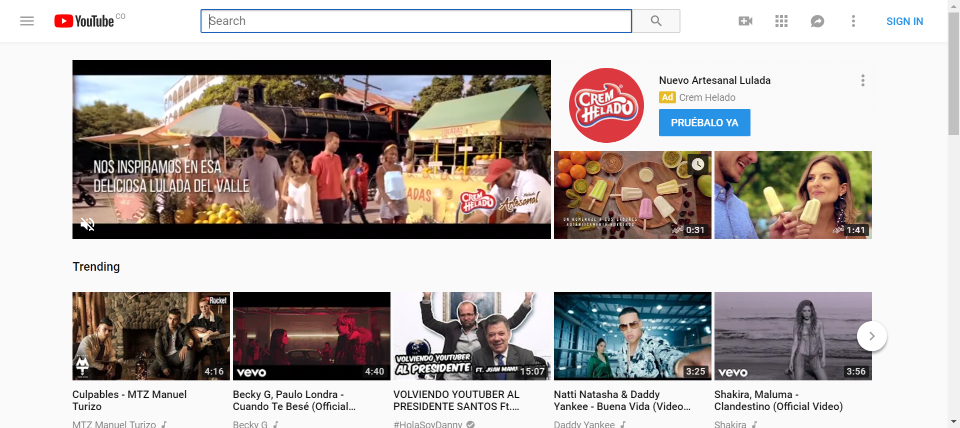 YouTube CO
Search
SIGN IN
NOS INSPIRAMOS EN ESA
DELICIOSA LULADA DEL VALLE
CREM
HELADO
Artesanal
CREM
HELADO
Nuevo Artesanal Lulada
Ad Crem Helado
PRUÉBALO YA
0:31
1:41
Trending
Rocket
4:16
vevo
4:40
VOLVIENDO YOUTUBER
AL PRESIDENTE
FT. JUAN MANU
15:07
3:25
vevo
3:56
Culpables - MTZ Manuel
Turizo
Becky G, Paulo Londra -
Cuando Te Besé (Official...
VOLVIENDO YOUTUBER AL
PRESIDENTE SANTOS Ft....
Natti Natasha & Daddy
Yankee - Buena Vida (Video...
Shakira, Maluma -
Clandestino (Official Video)
MTZ Manuel Turizo
Becky G
#HolaSoyDanny
Daddy Yankee
Shakira